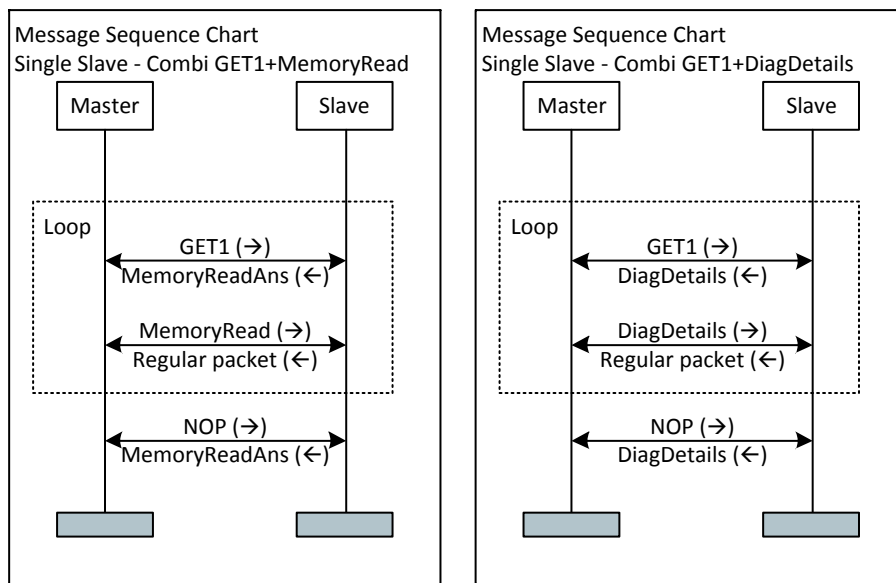 Message Sequence Chart
Single Slave - Combi GET1+MemoryRead
Master
Slave
Loop
GET1 (→)
MemoryReadAns (←)
MemoryRead (→)
Regular packet (←)
NOP (→)
MemoryReadAns (←)
Message Sequence Chart
Single Slave - Combi GET1+DiagDetails
Master
Slave
Loop
GET1 (→)
DiagDetails (←)
DiagDetails (→)
Regular packet (←)
NOP (→)
DiagDetails (←)